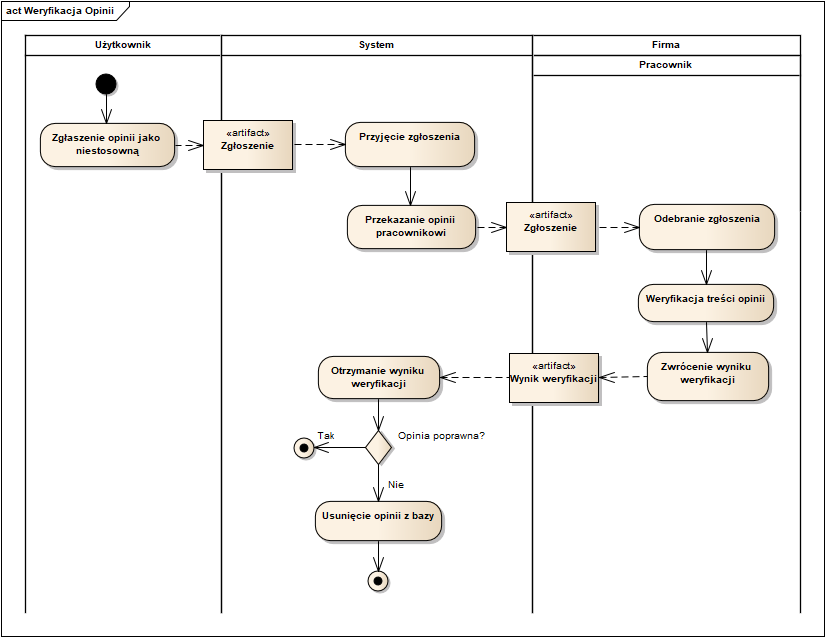 act Weryfikacja Opinii
Użytkownik
System
Firma
Pracownik
Zgłaszenie opinii jako
niestosowną
«artifact»
Zgłoszenie
Przyjęcie zgłoszenia
Przekazanie opinii
pracownikowi
«artifact»
Zgłoszenie
Odebranie zgłoszenia
Weryfikacja treści opinii
Zwrócenie wyniku
weryfikacji
«artifact»
Wynik weryfikacji
Otrzymanie wyniku
weryfikacji
Opinia poprawna?
Tak
Nie
Usunięcie opinii z bazy